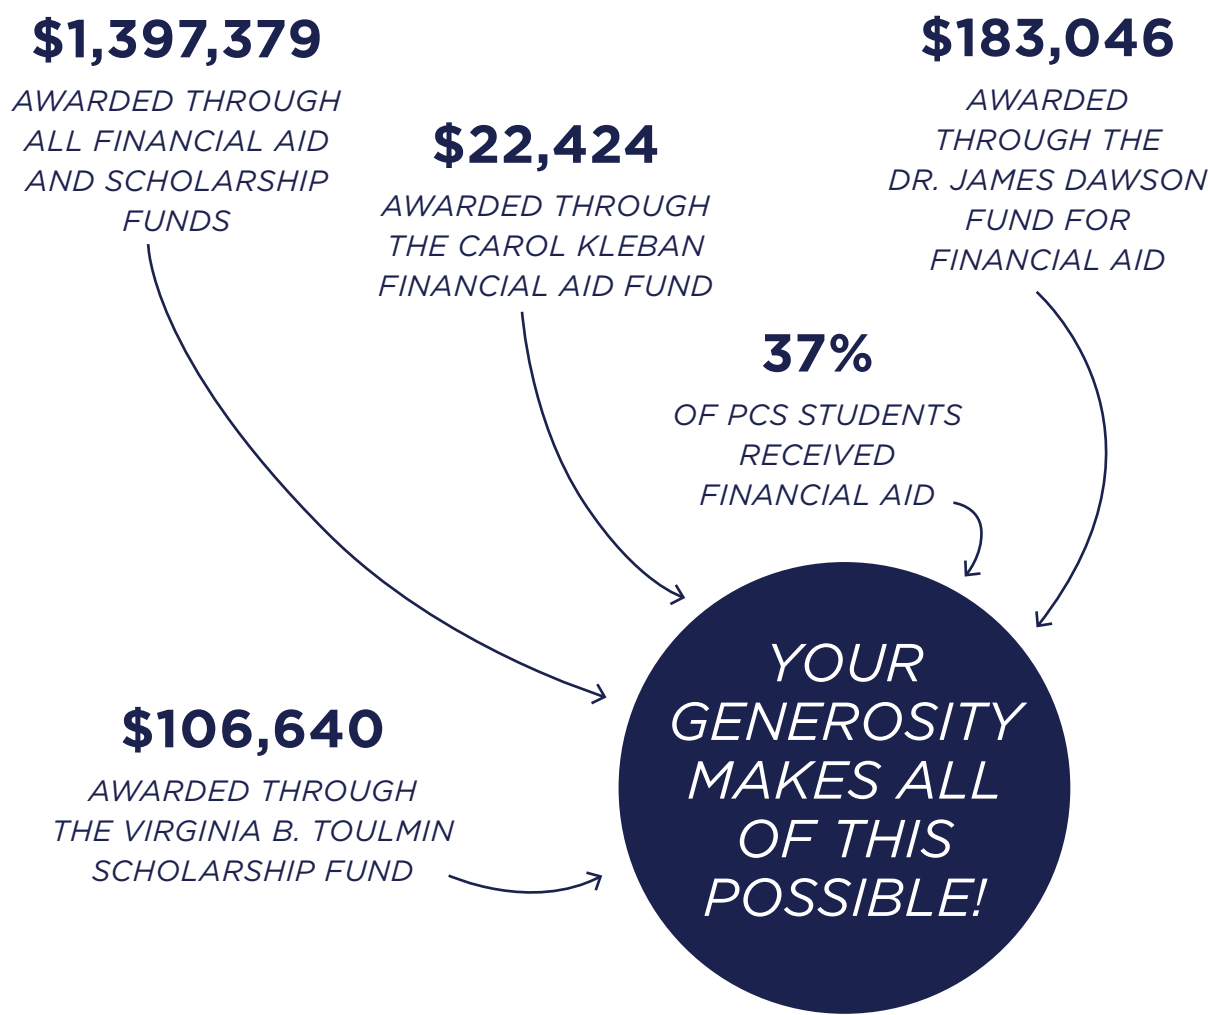 $1,397,379
AWARDED THROUGH
ALL FINANCIAL AID
AND SCHOLARSHIP
FUNDS
$22,424
AWARDED THROUGH
THE CAROL KLEBAN
FINANCIAL AID FUND
$183,046
AWARDED
THROUGH THE
DR. JAMES DAWSON
FUND FOR
FINANCIAL AID
37%
OF PCS STUDENTS
RECEIVED
FINANCIAL AID
$106,640
AWARDED THROUGH
THE VIRGINIA B. TOULMIN
SCHOLARSHIP FUND
YOUR
GENEROSITY
MAKES ALL
OF THIS
POSSIBLE!